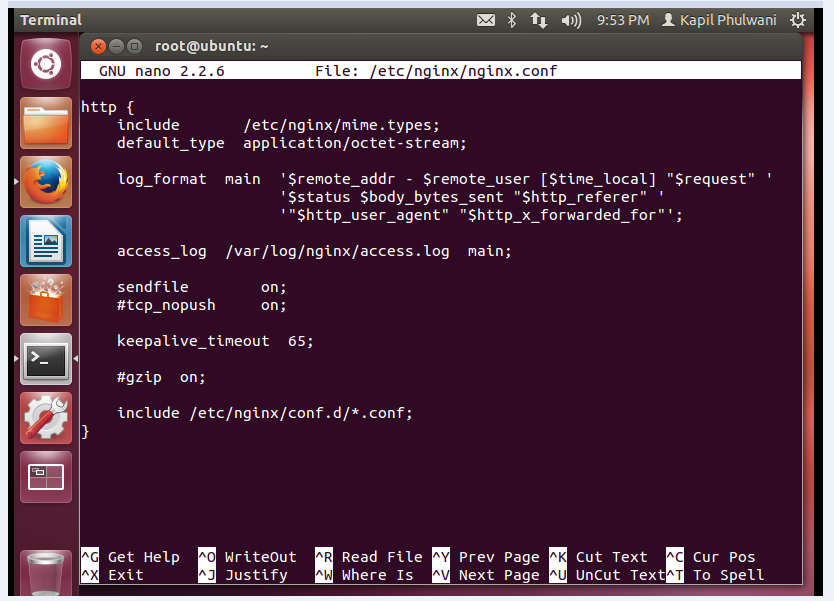 Terminal 9:53 PM Kapil Phulwani
root@ubuntu: ~
GNU nano 2.2.6 File: /etc/nginx/nginx.conf
http {
    include       /etc/nginx/mime.types;
    default_type  application/octet-stream;
    log_format  main  '$remote_addr - $remote_user [$time_local] "$request" '
                      '$status $body_bytes_sent "$http_referer" '
                      '"$http_user_agent" "$http_x_forwarded_for"';
    access_log  /var/log/nginx/access.log  main;
    sendfile        on;
    #tcp_nopush     on;
    keepalive_timeout  65;
    #gzip  on;
    include /etc/nginx/conf.d/*.conf;
}
^G Get Help  ^O WriteOut  ^R Read File ^Y Prev Page ^K Cut Text  ^C Cur Pos
^X Exit      ^J Justify   ^W Where Is  ^V Next Page ^U UnCut Text^T To Spell